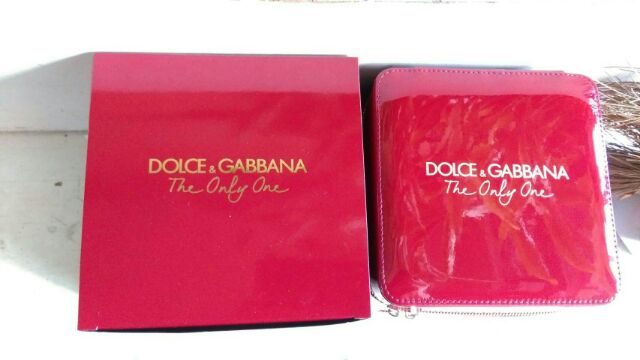 DOLCE & GABBANA
The Only One
DOLCE & GABBANA
The Only One